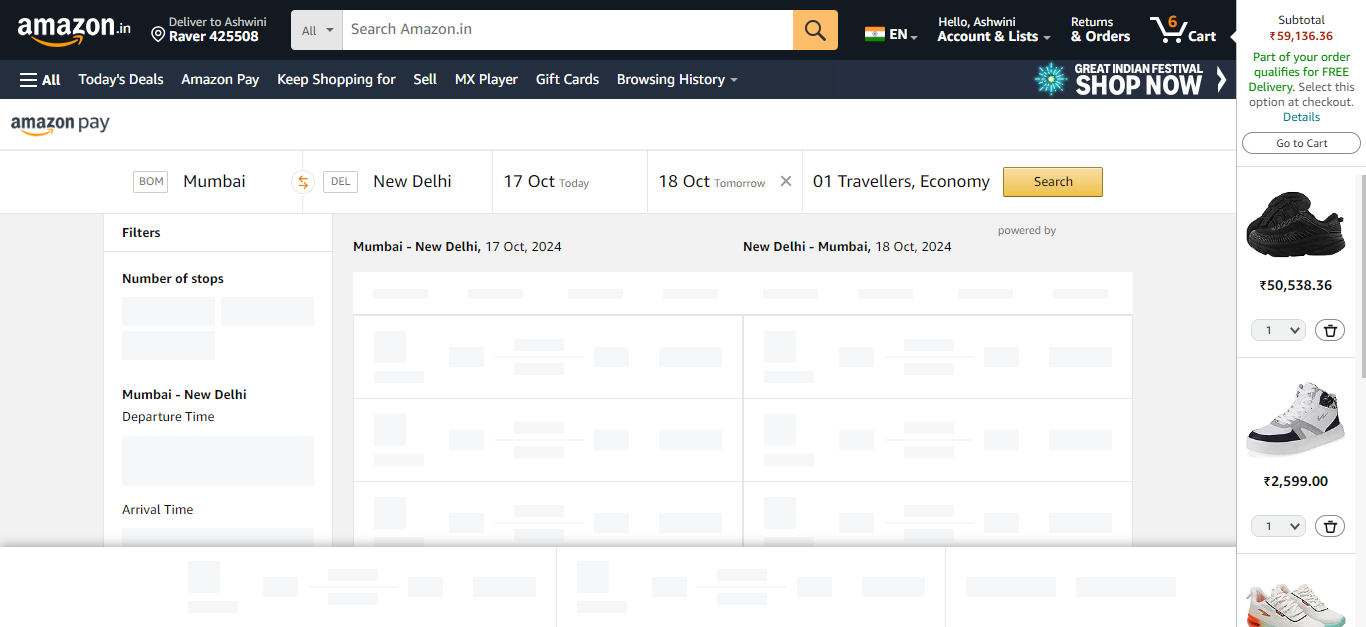 amazon.in
Deliver to Ashwini
Raver 425508
All
Search Amazon.in
EN
Hello, Ashwini
Account & Lists
Returns
& Orders
6
Cart
All
Today's Deals
Amazon Pay
Keep Shopping for
Sell
MX Player
Gift Cards
Browsing History
GREAT INDIAN FESTIVAL
SHOP NOW
amazon pay
BOM
Mumbai
DEL
New Delhi
17 Oct Today
18 Oct Tomorrow
01 Travellers, Economy
Search
Filters
Number of stops
Mumbai - New Delhi
Departure Time
Arrival Time
powered by
Mumbai - New Delhi, 17 Oct, 2024
New Delhi - Mumbai, 18 Oct, 2024
Subtotal
₹59,136.36
Part of your order
qualifies for FREE
Delivery. Select this
option at checkout.
Details
Go to Cart
₹50,538.36
1
₹2,599.00
1